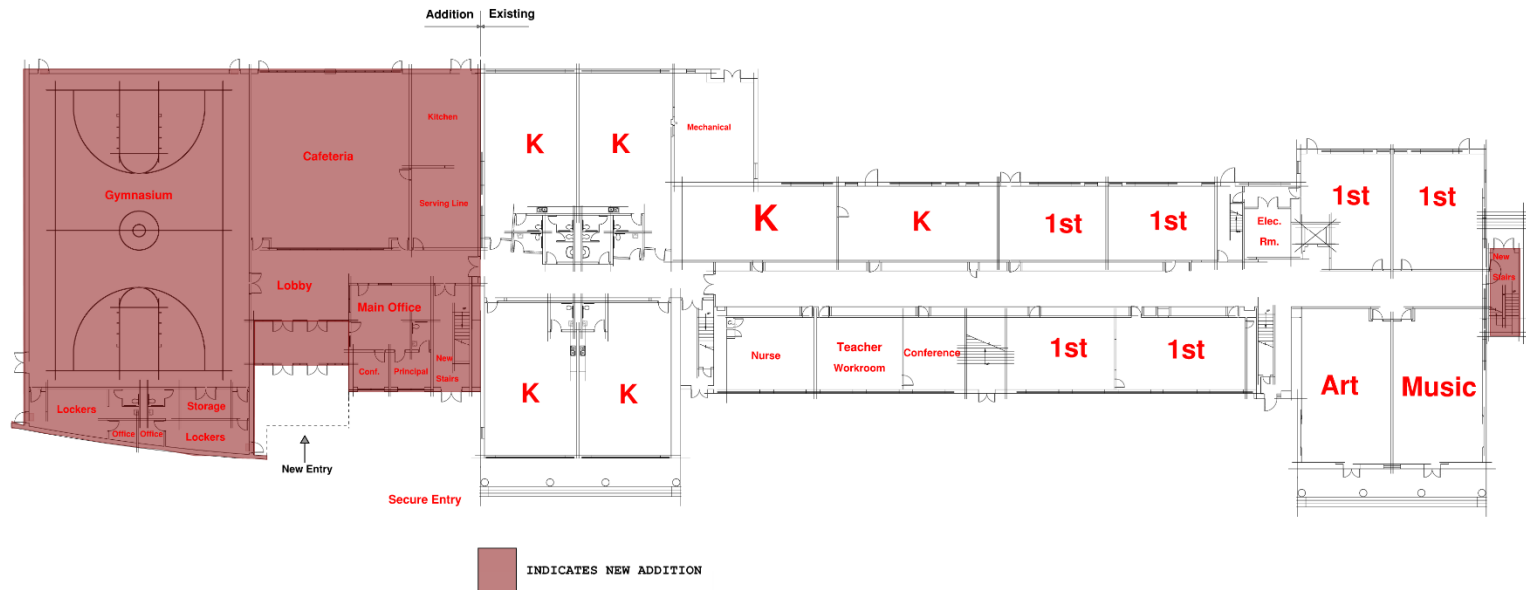 Addition Existing
Kitchen
Mechanical
K
K
Cafeteria
Gymnasium
Serving Line
K
K
1st
1st
1st
1st
Elec.
Rm.
New
Stairs
Lobby
Main Office
Conf.
Principal
New
Stairs
Nurse
Teacher
Workroom
Conference
1st
1st
K
K
Art
Music
Lockers
Storage
Office
Office
Lockers
New Entry
Secure Entry
INDICATES NEW ADDITION